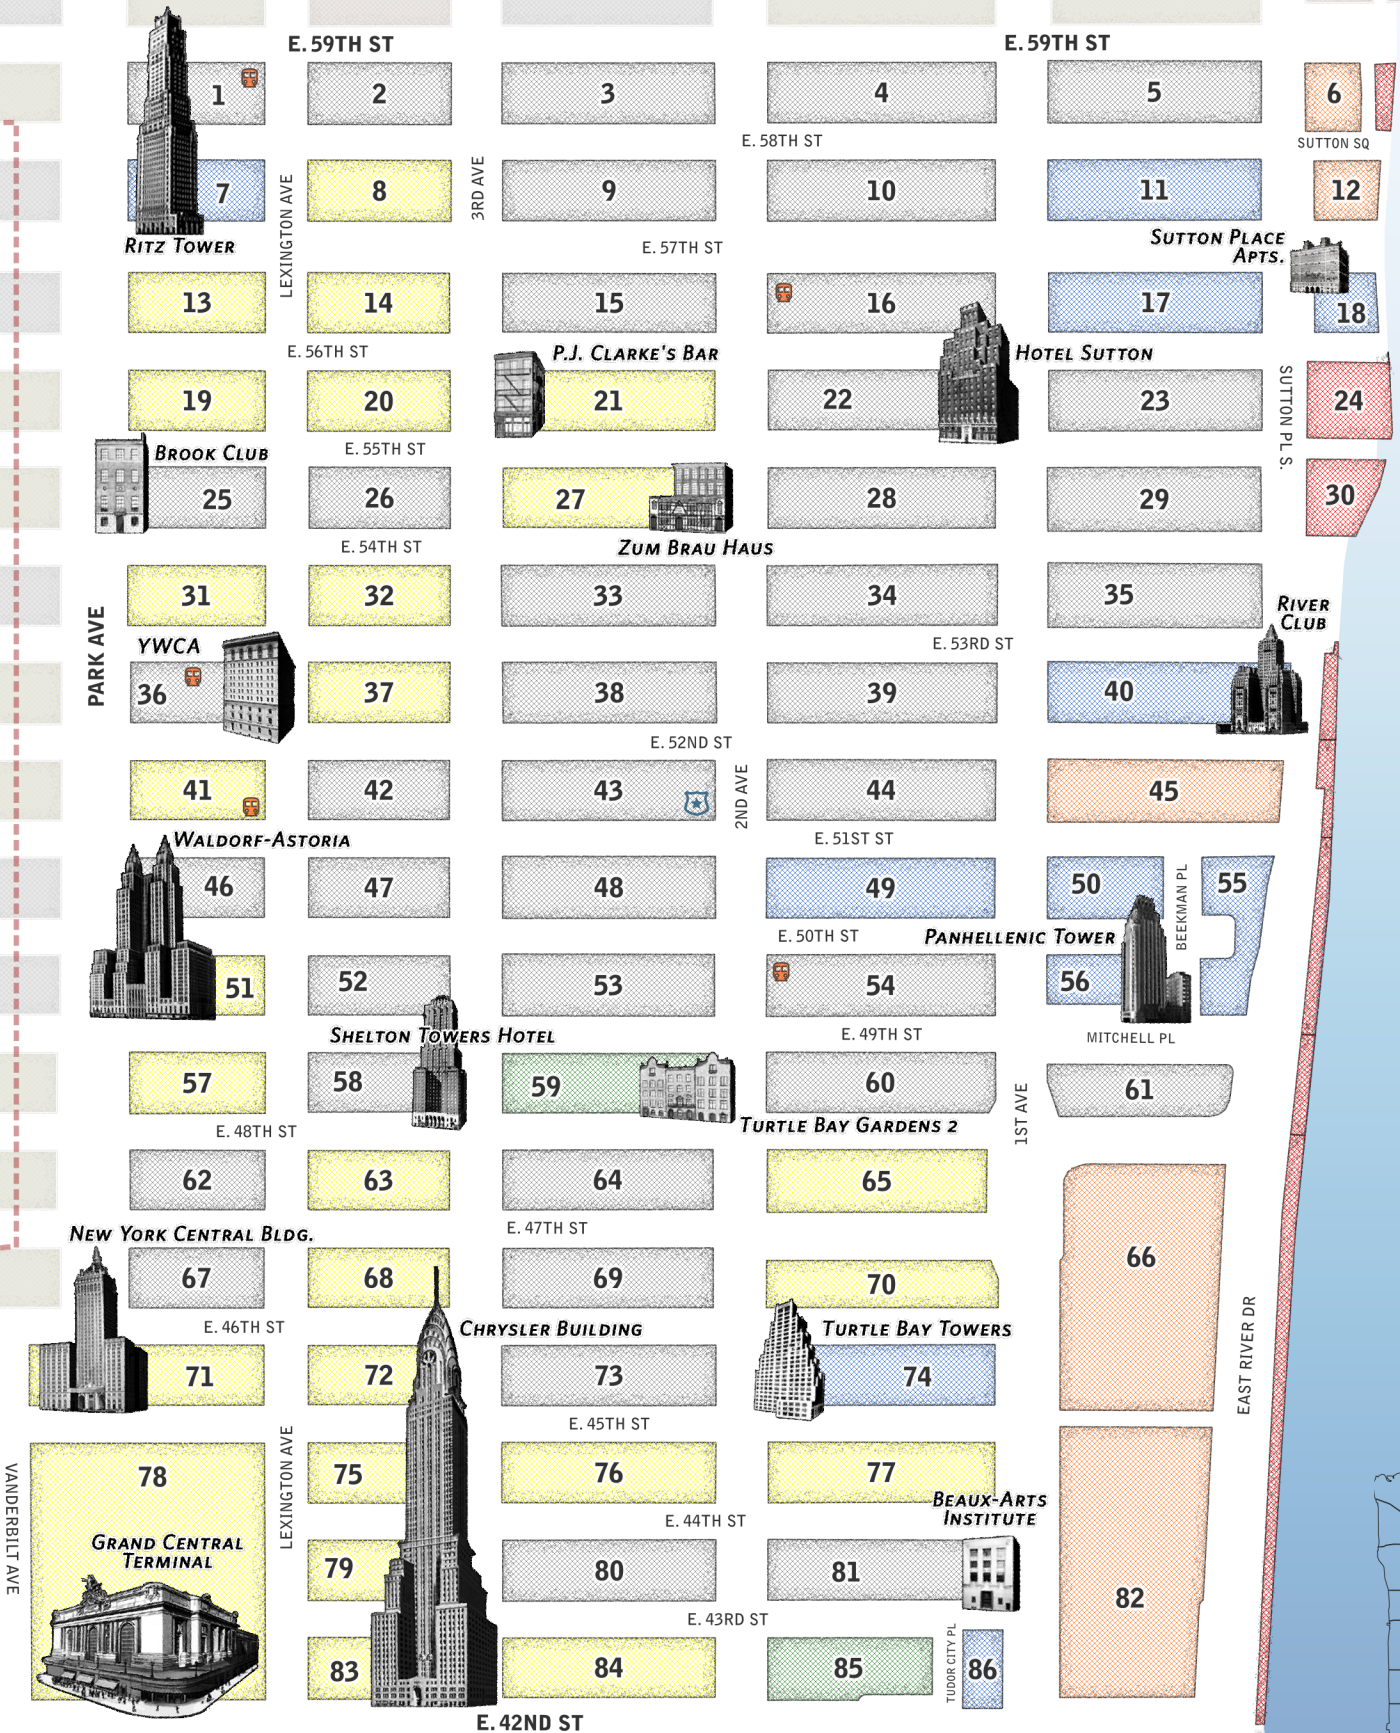 E. 59TH ST
E. 59TH ST
1
2
3
4
5
6
E. 58TH ST
SUTTON SQ
7
LEXINGTON AVE
8
3RD AVE
9
10
11
12
RITZ TOWER
E. 57TH ST
SUTTON PLACE
APTS.
13
14
15
16
17
18
E. 56TH ST
P.J. CLARKE'S BAR
HOTEL SUTTON
19
20
21
22
23
SUTTON PL S.
24
BROOK CLUB
E. 55TH ST
25
26
27
28
29
30
E. 54TH ST
ZUM BRAU HAUS
31
32
33
34
35
RIVER
CLUB
PARK AVE
YWCA
E. 53RD ST
36
37
38
39
40
E. 52ND ST
41
42
43
2ND AVE
44
45
WALDORF-ASTORIA
E. 51ST ST
46
47
48
49
50
BEEKMAN PL
55
E. 50TH ST
PANHELLENIC TOWER
51
52
53
54
56
SHELTON TOWERS HOTEL
E. 49TH ST
MITCHELL PL
57
58
59
60
1ST AVE
61
E. 48TH ST
TURTLE BAY GARDENS 2
62
63
64
65
NEW YORK CENTRAL BLDG.
E. 47TH ST
66
67
68
69
70
E. 46TH ST
CHRYSLER BUILDING
TURTLE BAY TOWERS
EAST RIVER DR
71
72
73
74
E. 45TH ST
VANDERBILT AVE
78
LEXINGTON AVE
75
76
77
BEAUX-ARTS
INSTITUTE
E. 44TH ST
GRAND CENTRAL
TERMINAL
79
80
81
82
E. 43RD ST
83
84
85
TUDOR CITY PL
86
E. 42ND ST